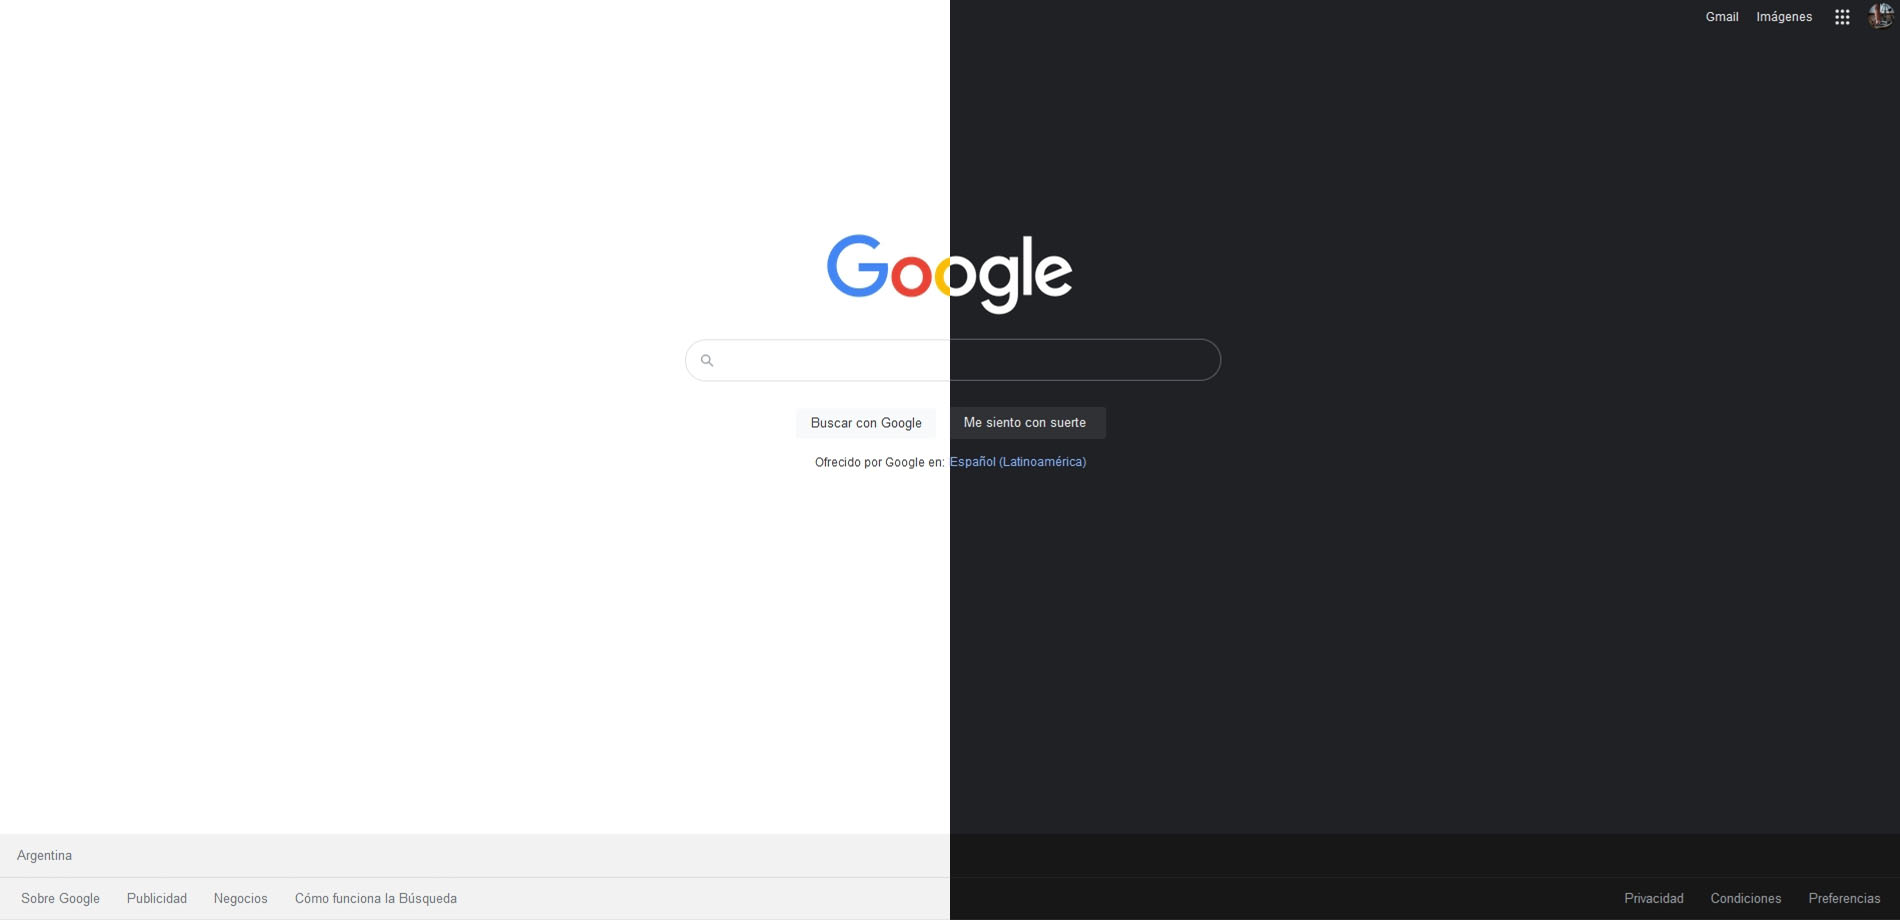 Gmail Imágenes
Google
Buscar con Google Me siento con suerte
Ofrecido por Google en: Español (Latinoamérica)
Argentina
Sobre Google Publicidad Negocios Cómo funciona la Búsqueda Privacidad Condiciones Preferencias